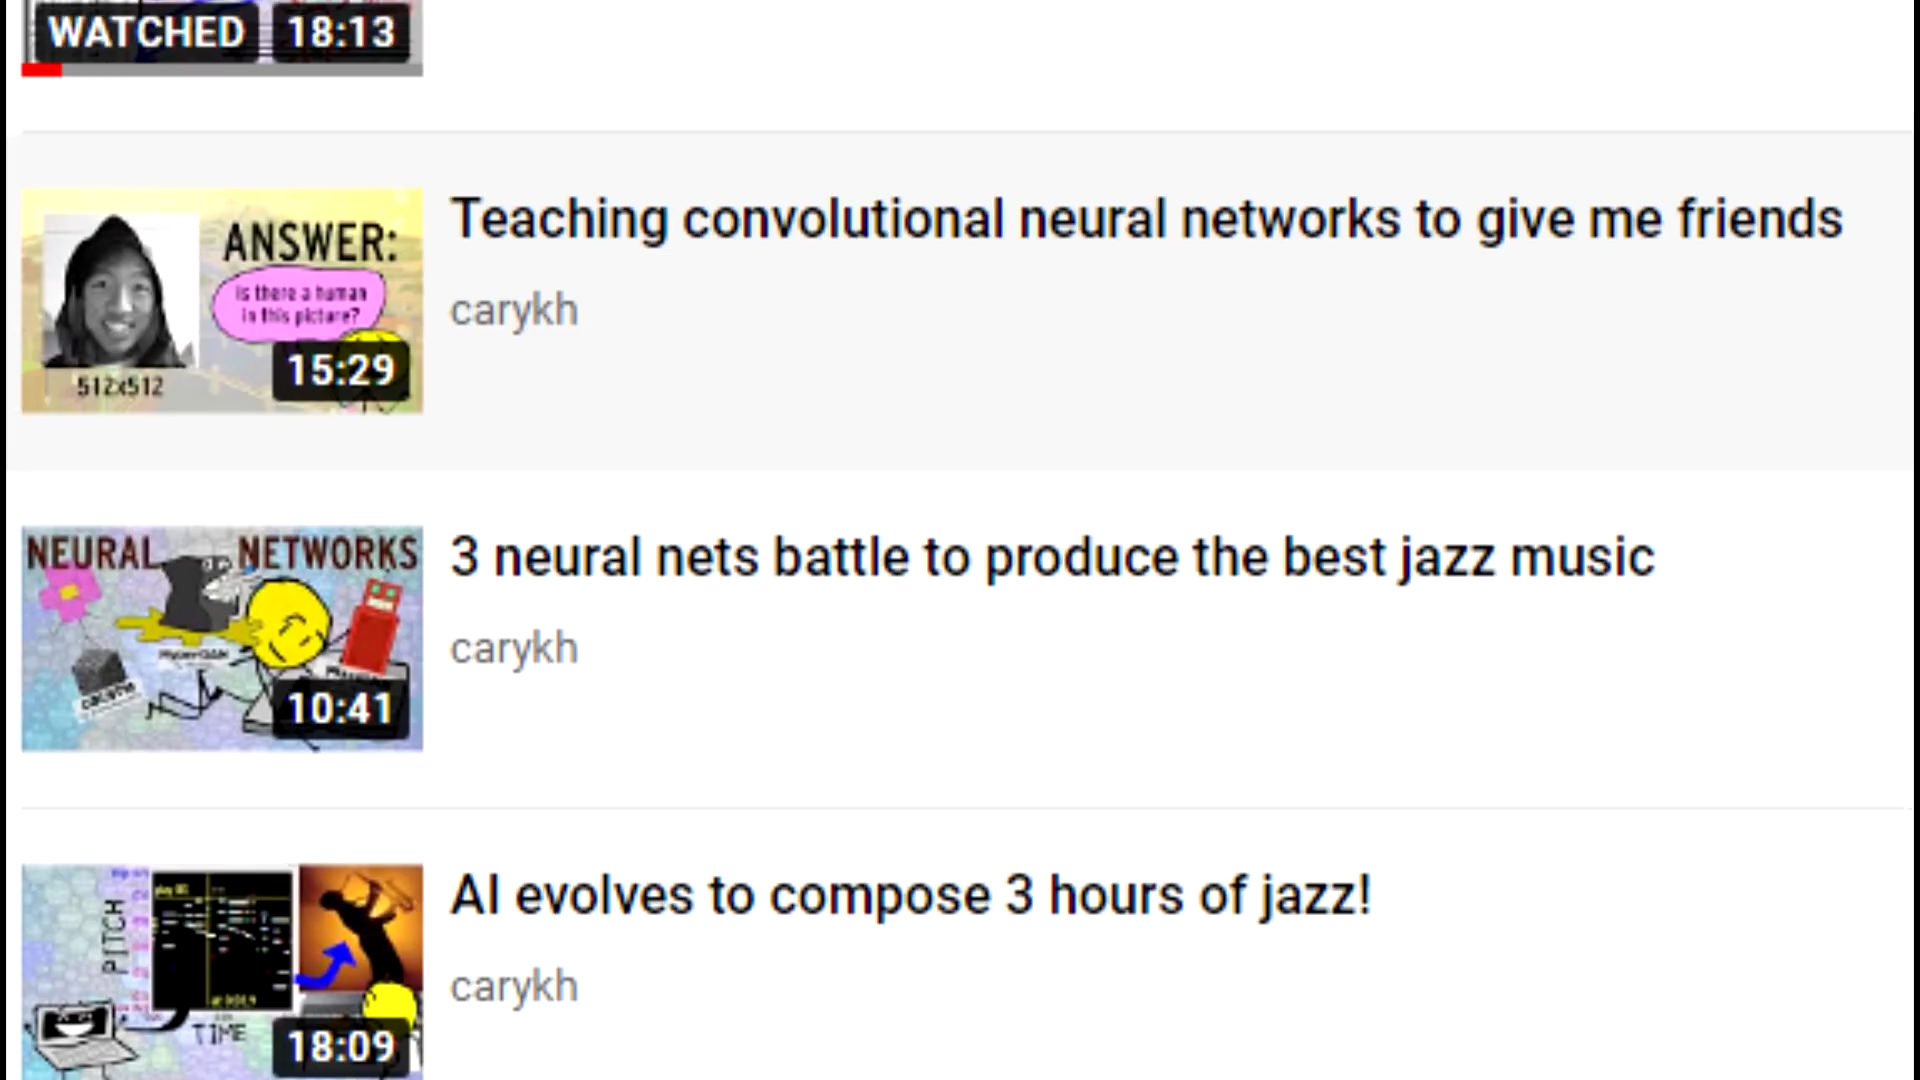 WATCHED 18:13
Teaching convolutional neural networks to give me friends
carykh
ANSWER:
is there a human
in this picture?
15:29
512x512
3 neural nets battle to produce the best jazz music
carykh
NEURAL NETWORKS
10:41
AI evolves to compose 3 hours of jazz!
carykh
PITCH
TIME
18:09